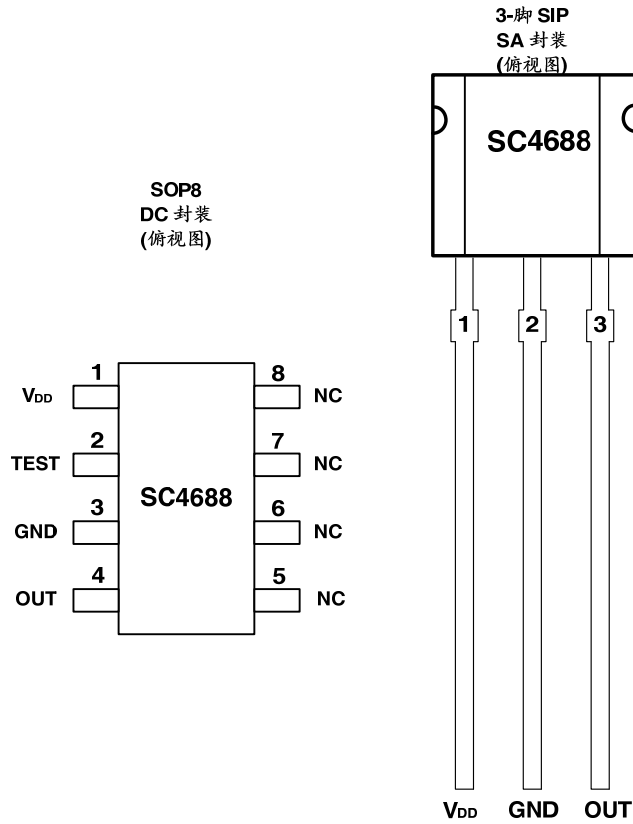 3-脚 SIP
SA 封装
(俯视图)
SC4688
1
2
3
VDD
GND
OUT
SOP8
DC 封装
(俯视图)
1
8
VDD
NC
2
7
TEST
NC
SC4688
3
6
GND
NC
4
5
OUT
NC